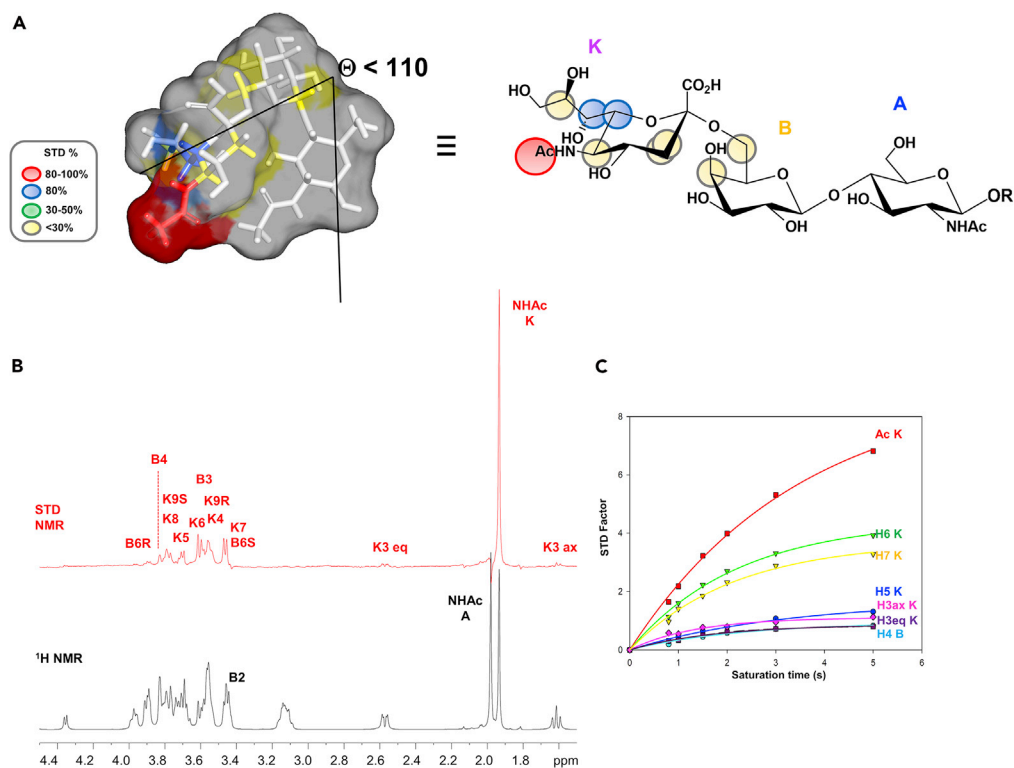 A
Θ < 110
STD %
80-100%
80%
30-50%
<30%
≡
K
OH
HO
CO₂H
HO
O
O
AcHN
HO
B
OH
O
HO
OH
O
A
OH
O
HO
NHAc
OR
B
NHAc
K
B4
B3
K9S
K9R
STD
NMR
K8
K6
K4
K7
B6R
K5
B6S
K3 eq
K3 ax
NHAc
A
¹H NMR
B2
4.4 4.2 4.0 3.8 3.6 3.4 3.2 3.0 2.8 2.6 2.4 2.2 2.0 1.8 ppm
C
8
6
4
2
0
STD Factor
Ac K
H6 K
H7 K
H5 K
H3ax K
H3eq K
H4 B
0 1 2 3 4 5 6
Saturation time (s)